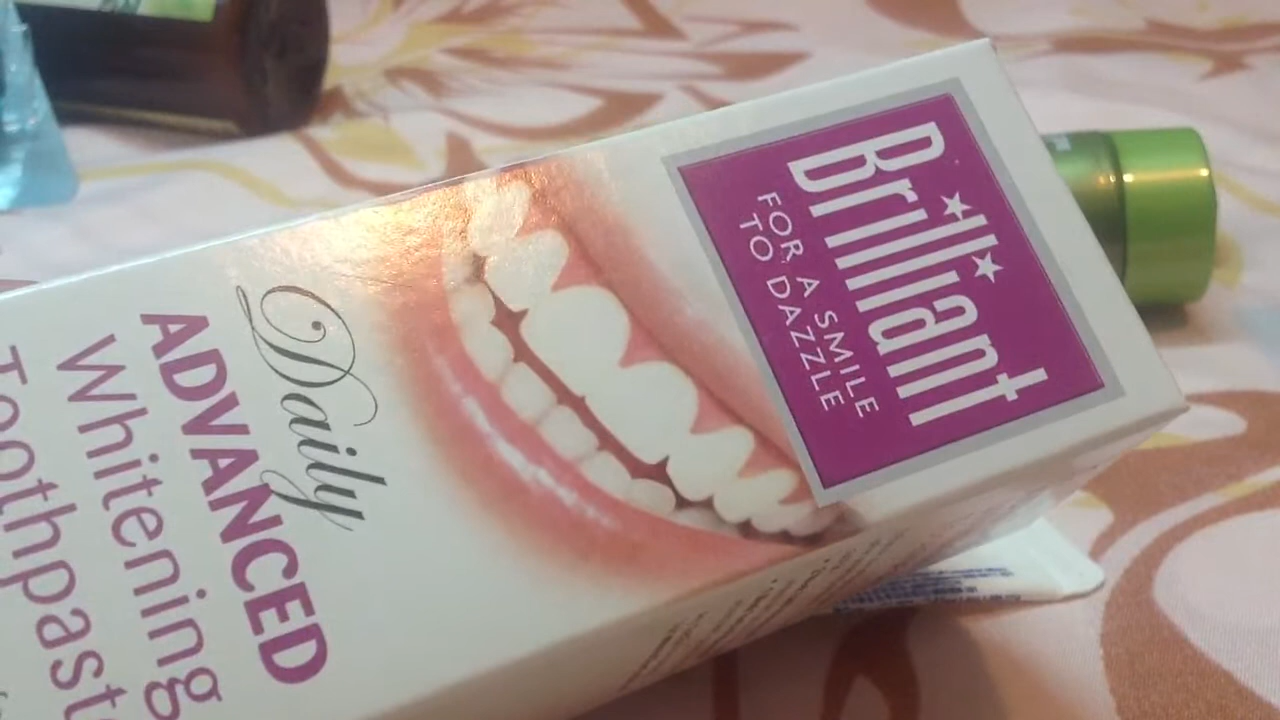 Brilliant
FOR A SMILE
TO DAZZLE
Daily
ADVANCED
Whitening